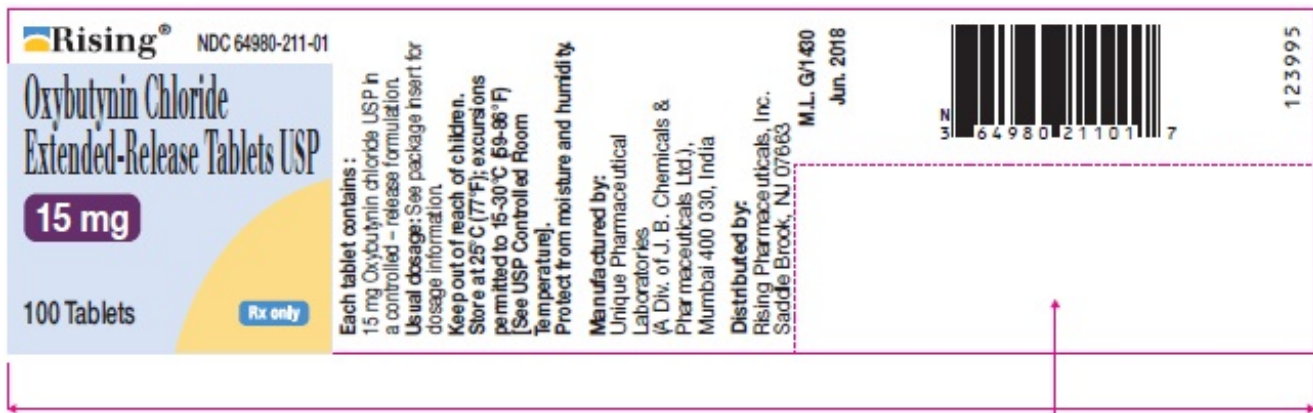 Rising®
NDC 64980-211-01
Oxybutynin Chloride
Extended-Release Tablets USP
15 mg
100 Tablets
Rx only
Each tablet contains :
15 mg Oxybutynin chloride USP in
a controlled – release formulation.
Usual dosage: See package insert for
dosage information.
Keep out of reach of children.
Store at 25°C (77°F); excursions
permitted to 15-30°C (59-86°F)
[See USP Controlled Room
Temperature].
Protect from moisture and humidity.
Manufactured by:
Unique Pharmaceutical
Laboratories
(A Div. of J. B. Chemicals &
Pharmaceuticals Ltd.),
Mumbai 400 030, India
Distributed by:
Rising Pharmaceuticals, Inc.
Saddle Brook, NJ 07663
M.L. G/1430
Jun. 2018
N
3 64980 21101 7
123995